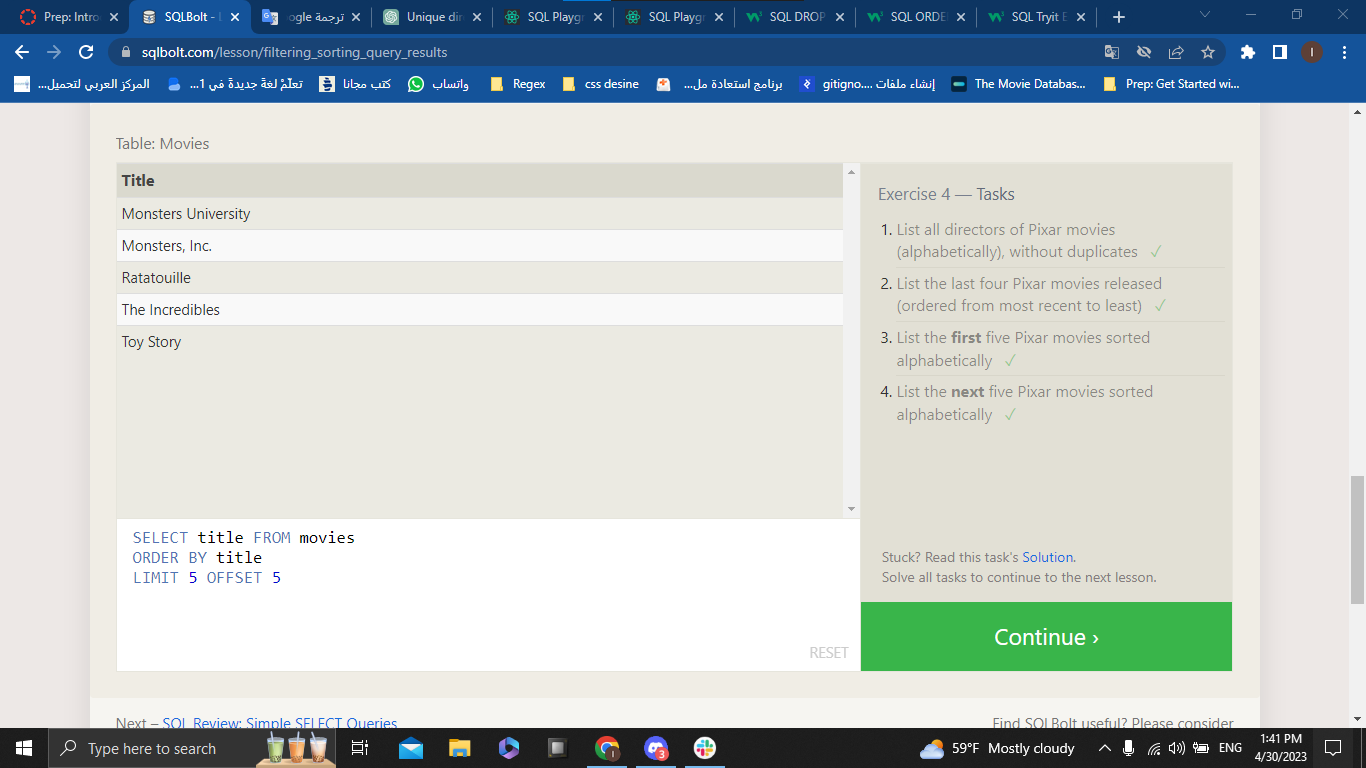 Prep: Intro
SQLBolt - L
ترجمة oogle
Unique din
SQL Playgr
SQL Playgr
SQL DROP
SQL ORDE
SQL Tryit E
sqlbolt.com/lesson/filtering_sorting_query_results
I
المركز العربي لتحميل...
تعلّمْ لغةً جديدةً في 1...
كتب مجانا
واتساب
Regex
css desine
برنامج استعادة مل...
إنشاء ملفات gitigno....
The Movie Databas...
Prep: Get Started wi...
Table: Movies
Title
Monsters University
Monsters, Inc.
Ratatouille
The Incredibles
Toy Story
Exercise 4 — Tasks
1. List all directors of Pixar movies
(alphabetically), without duplicates ✓
2. List the last four Pixar movies released
(ordered from most recent to least) ✓
3. List the first five Pixar movies sorted
alphabetically ✓
4. List the next five Pixar movies sorted
alphabetically ✓
SELECT title FROM movies
ORDER BY title
LIMIT 5 OFFSET 5
RESET
Stuck? Read this task's Solution.
Solve all tasks to continue to the next lesson.
Continue ›
Next – SQL Review: Simple SELECT Queries
Find SQLBolt useful? Please consider
Type here to search
I
3
59°F Mostly cloudy
ENG
1:41 PM
4/30/2023